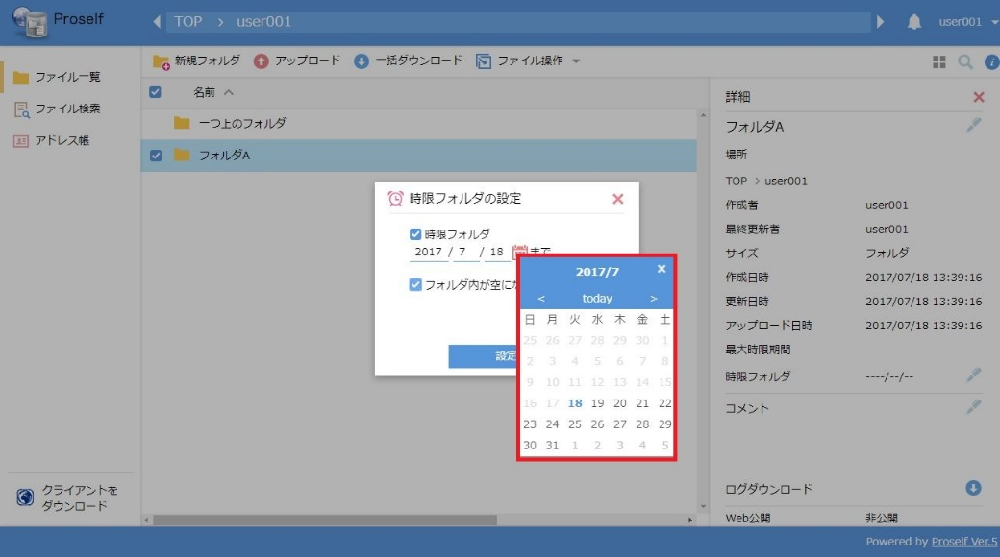 Proself
TOP > user001
user001
ファイル一覧
ファイル検索
アドレス帳
クライアントを
ダウンロード
新規フォルダ アップロード 一括ダウンロード ファイル操作
名前
一つ上のフォルダ
フォルダA
時限フォルダの設定
時限フォルダ
2017 / 7 / 18 まで
フォルダ内が空に
設定
2017/7
< today >
日 月 火 水 木 金 土
25 26 27 28 29 30 1
2 3 4 5 6 7 8
9 10 11 12 13 14 15
16 17 18 19 20 21 22
23 24 25 26 27 28 29
30 31 1 2 3 4 5
詳細
フォルダA
場所
TOP > user001
作成者 user001
最終更新者 user001
サイズ フォルダ
作成日時 2017/07/18 13:39:16
更新日時 2017/07/18 13:39:16
アップロード日時 2017/07/18 13:39:16
最大時限期間
時限フォルダ ----/--/--
コメント
ログダウンロード
Web公開 非公開
Powered by Proself Ver.5